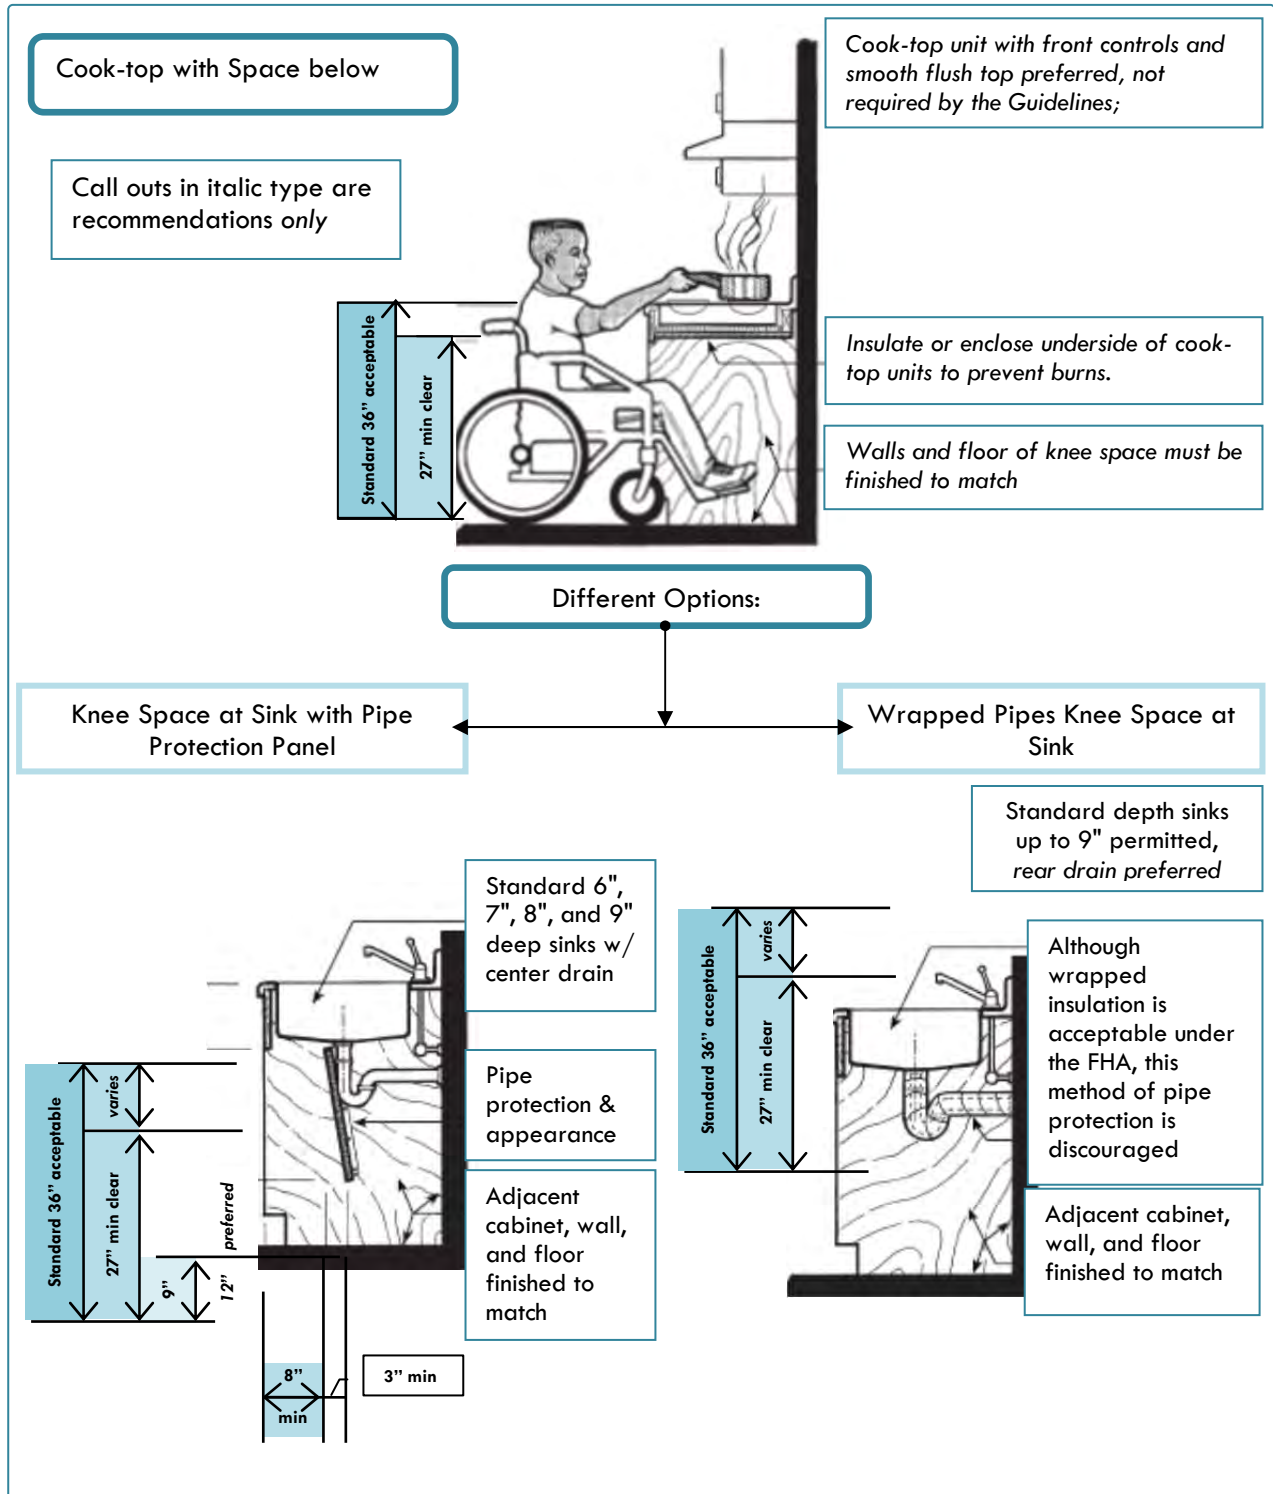 Cook-top with Space below
Cook-top unit with front controls and
smooth flush top preferred, not
required by the Guidelines;
Call outs in italic type are
recommendations only
Standard 36” acceptable
27” min clear
Insulate or enclose underside of cook-
top units to prevent burns.
Walls and floor of knee space must be
finished to match
Different Options:
Knee Space at Sink with Pipe
Protection Panel
Wrapped Pipes Knee Space at
Sink
Standard depth sinks
up to 9" permitted,
rear drain preferred
Standard 6",
7", 8", and 9"
deep sinks w/
center drain
Pipe
protection &
appearance
Adjacent
cabinet, wall,
and floor
finished to
match
Standard 36” acceptable
varies
27” min clear
9”
12” preferred
8”
min
3” min
Standard 36” acceptable
varies
27” min clear
Although
wrapped
insulation is
acceptable under
the FHA, this
method of pipe
protection is
discouraged
Adjacent cabinet,
wall, and floor
finished to match